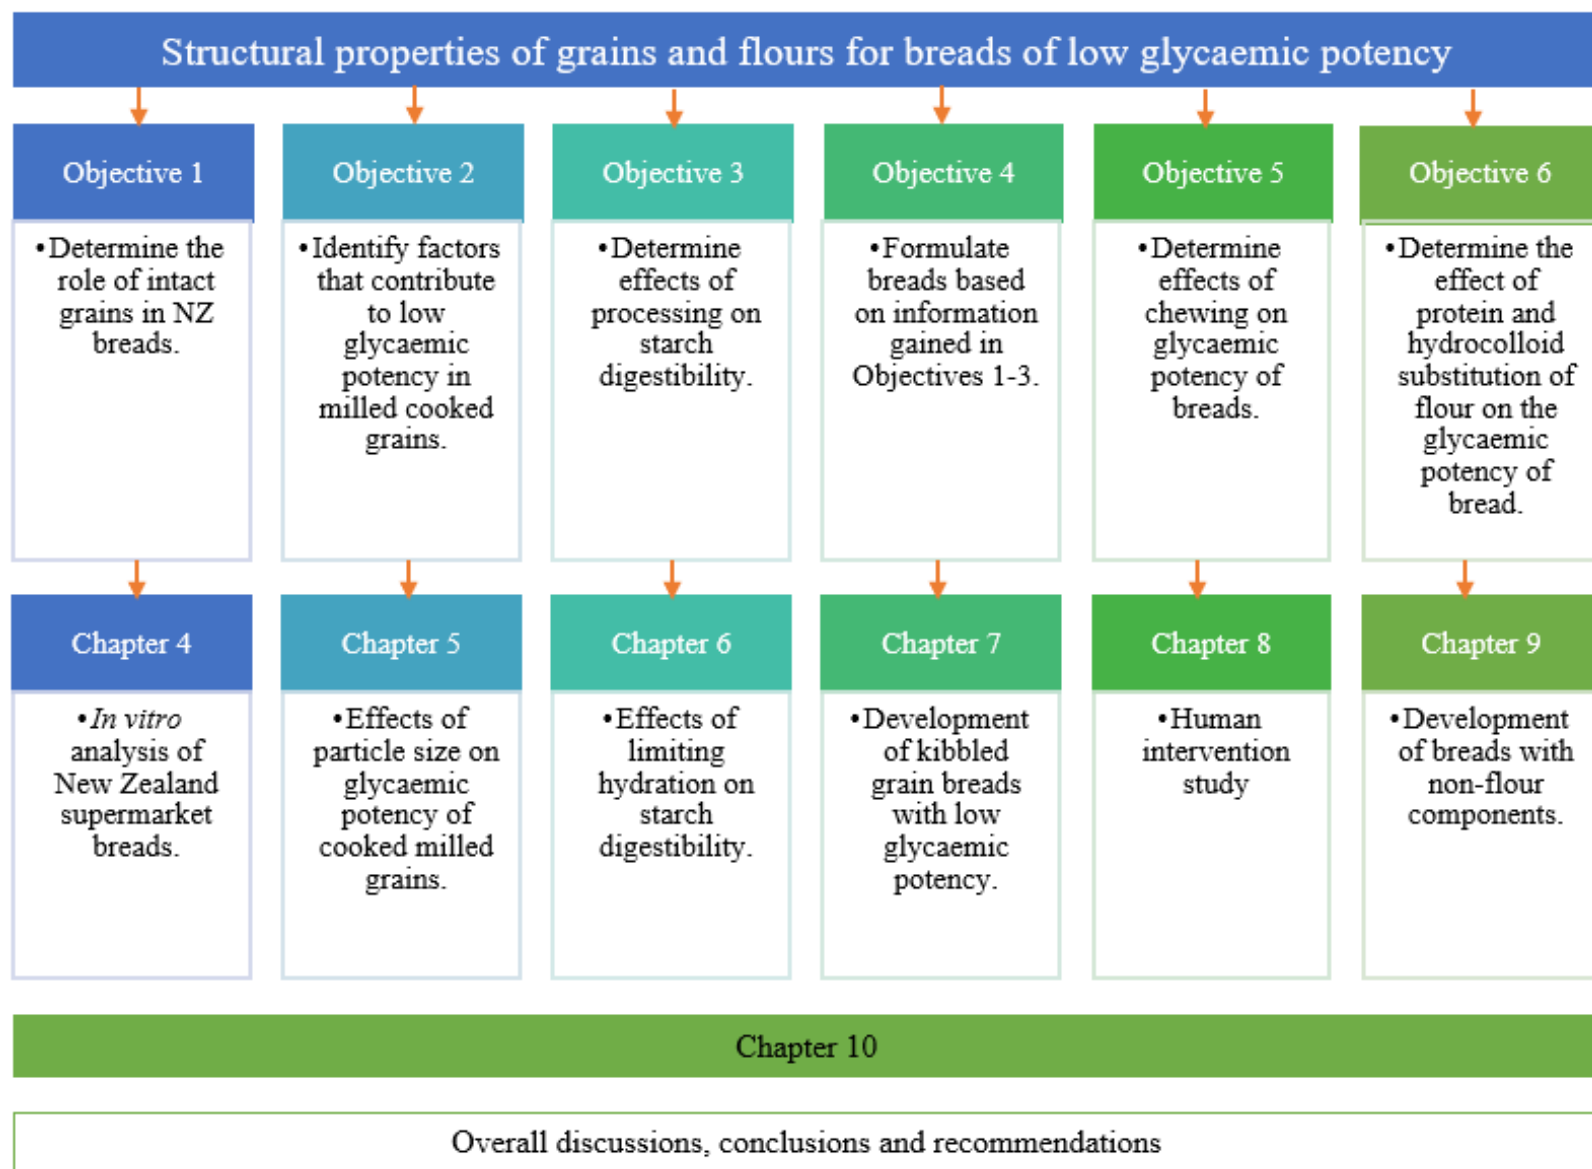 Structural properties of grains and flours for breads of low glycaemic potency
Objective 1
•Determine the
role of intact
grains in NZ
breads.
Objective 2
•Identify factors
that contribute
to low
glycaemic
potency in
milled cooked
grains.
Objective 3
•Determine
effects of
processing on
starch
digestibility.
Objective 4
•Formulate
breads based
on information
gained in
Objectives 1-3.
Objective 5
•Determine
effects of
chewing on
glycaemic
potency of
breads.
Objective 6
•Determine the
effect of
protein and
hydrocolloid
substitution of
flour on the
glycaemic
potency of
bread.
Chapter 4
•In vitro
analysis of
New Zealand
supermarket
breads.
Chapter 5
•Effects of
particle size on
glycaemic
potency of
cooked milled
grains.
Chapter 6
•Effects of
limiting
hydration on
starch
digestibility.
Chapter 7
•Development
of kibbled
grain breads
with low
glycaemic
potency.
Chapter 8
•Human
intervention
study
Chapter 9
•Development
of breads with
non-flour
components.
Chapter 10
Overall discussions, conclusions and recommendations